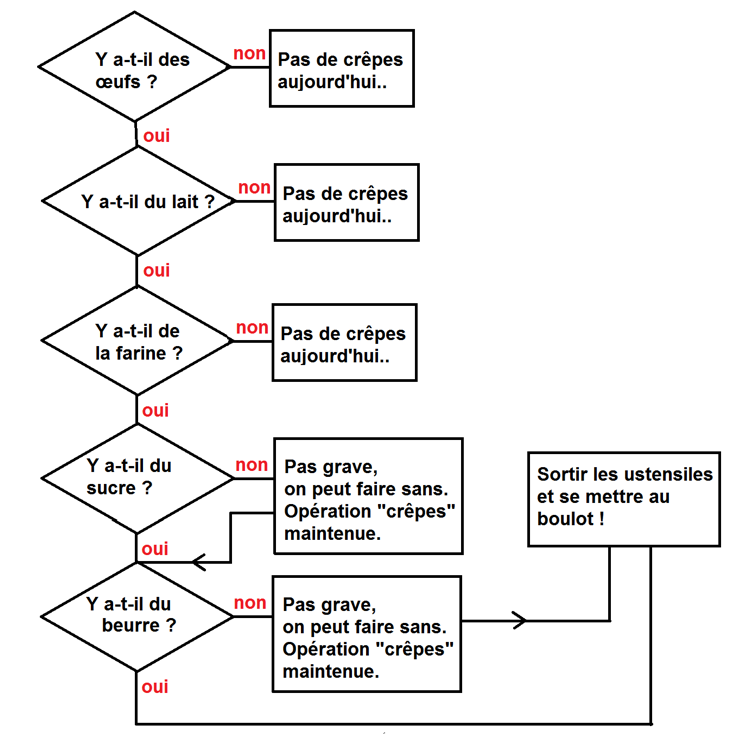 Y a-t-il des
œufs ?
non
Pas de crêpes
aujourd'hui..
oui
Y a-t-il du lait ?
non
Pas de crêpes
aujourd'hui..
oui
Y a-t-il de
la farine ?
non
Pas de crêpes
aujourd'hui..
oui
Y a-t-il du
sucre ?
non
Pas grave,
on peut faire sans.
Opération "crêpes"
maintenue.
Sortir les ustensiles
et se mettre au
boulot !
oui
Y a-t-il du
beurre ?
non
Pas grave,
on peut faire sans.
Opération "crêpes"
maintenue.
oui